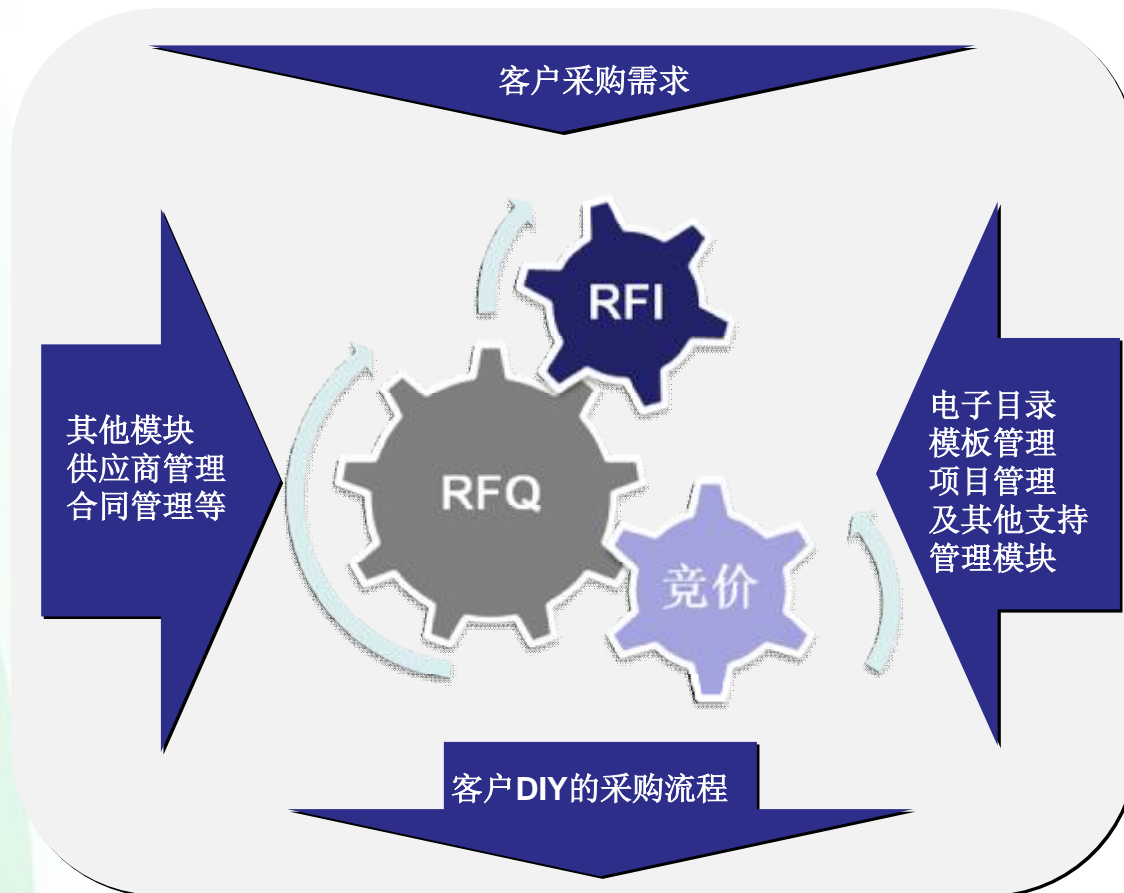 客户采购需求
RFI
其他模块
供应商管理
合同管理等
RFQ
电子目录
模板管理
项目管理
及其他支持
管理模块
竞价
客户DIY的采购流程